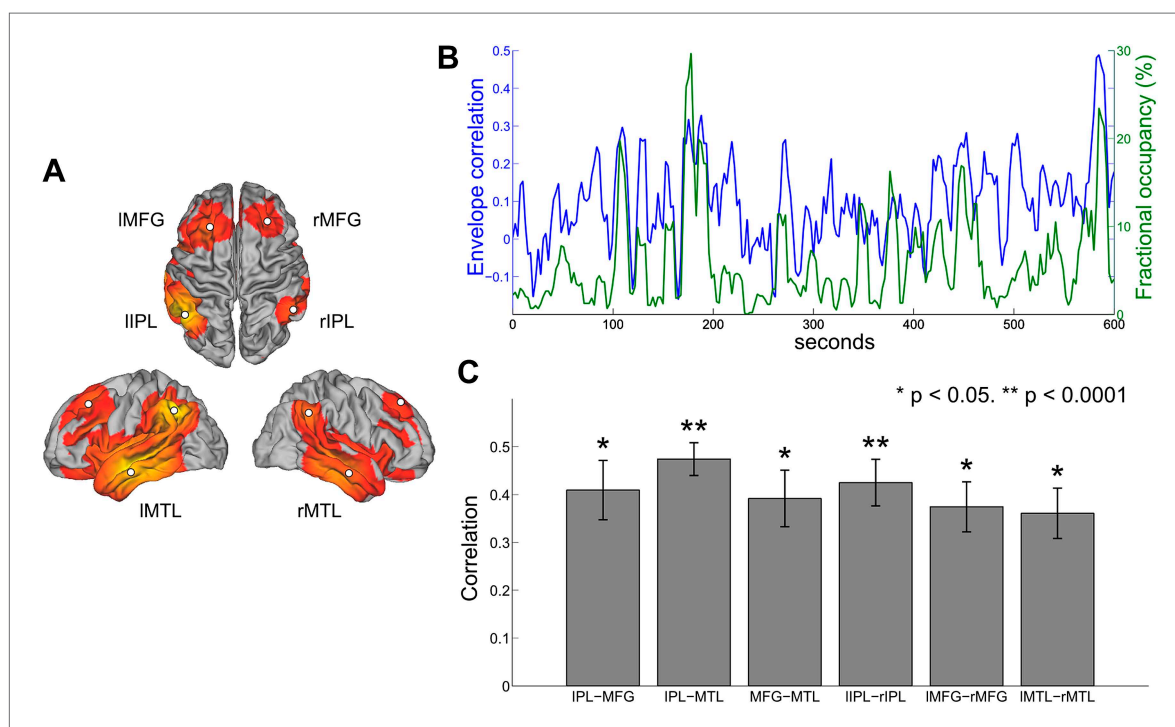 A
lMFG
rMFG
lIPL
rIPL
lMTL
rMTL
B
Envelope correlation
0.5
0.4
0.3
0.2
0.1
0
−0.1
Fractional occupancy (%)
30
20
10
0
0 100 200 300 400 500 600
seconds
C
* p < 0.05. ** p < 0.0001
Correlation
0.5
0.4
0.3
0.2
0.1
0
* ** * ** * *
IPL−MFG IPL−MTL MFG−MTL lIPL−rIPL lMFG−rMFG lMTL−rMTL